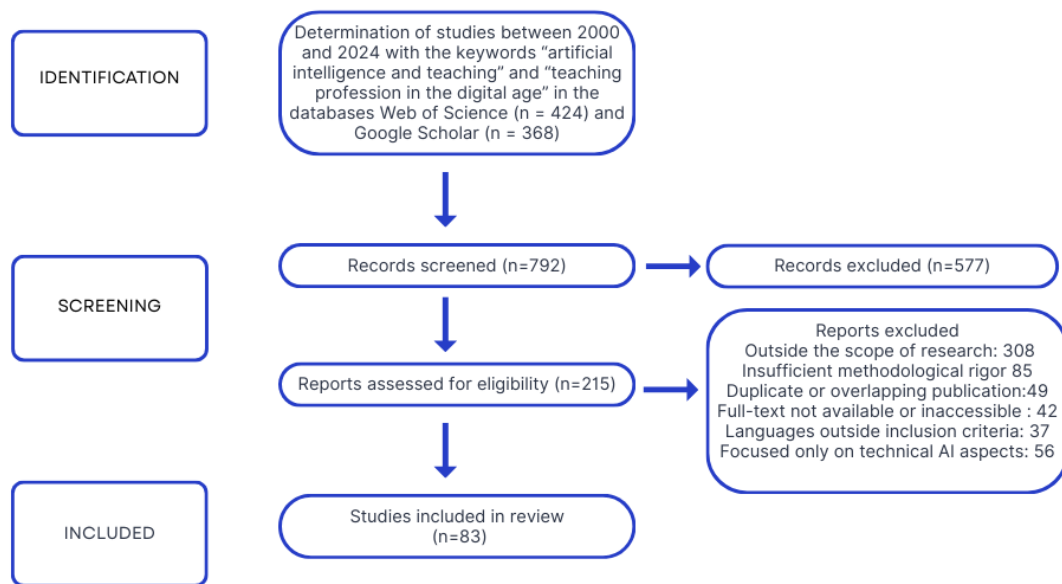 IDENTIFICATION
Determination of studies between 2000
and 2024 with the keywords “artificial
intelligence and teaching” and “teaching
profession in the digital age” in the
databases Web of Science (n = 424) and
Google Scholar (n = 368)
SCREENING
Records screened (n=792)
Records excluded (n=577)
Reports assessed for eligibility (n=215)
Reports excluded
Outside the scope of research: 308
Insufficient methodological rigor 85
Duplicate or overlapping publication:49
Full-text not available or inaccessible : 42
Languages outside inclusion criteria: 37
Focused only on technical AI aspects: 56
INCLUDED
Studies included in review
(n=83)